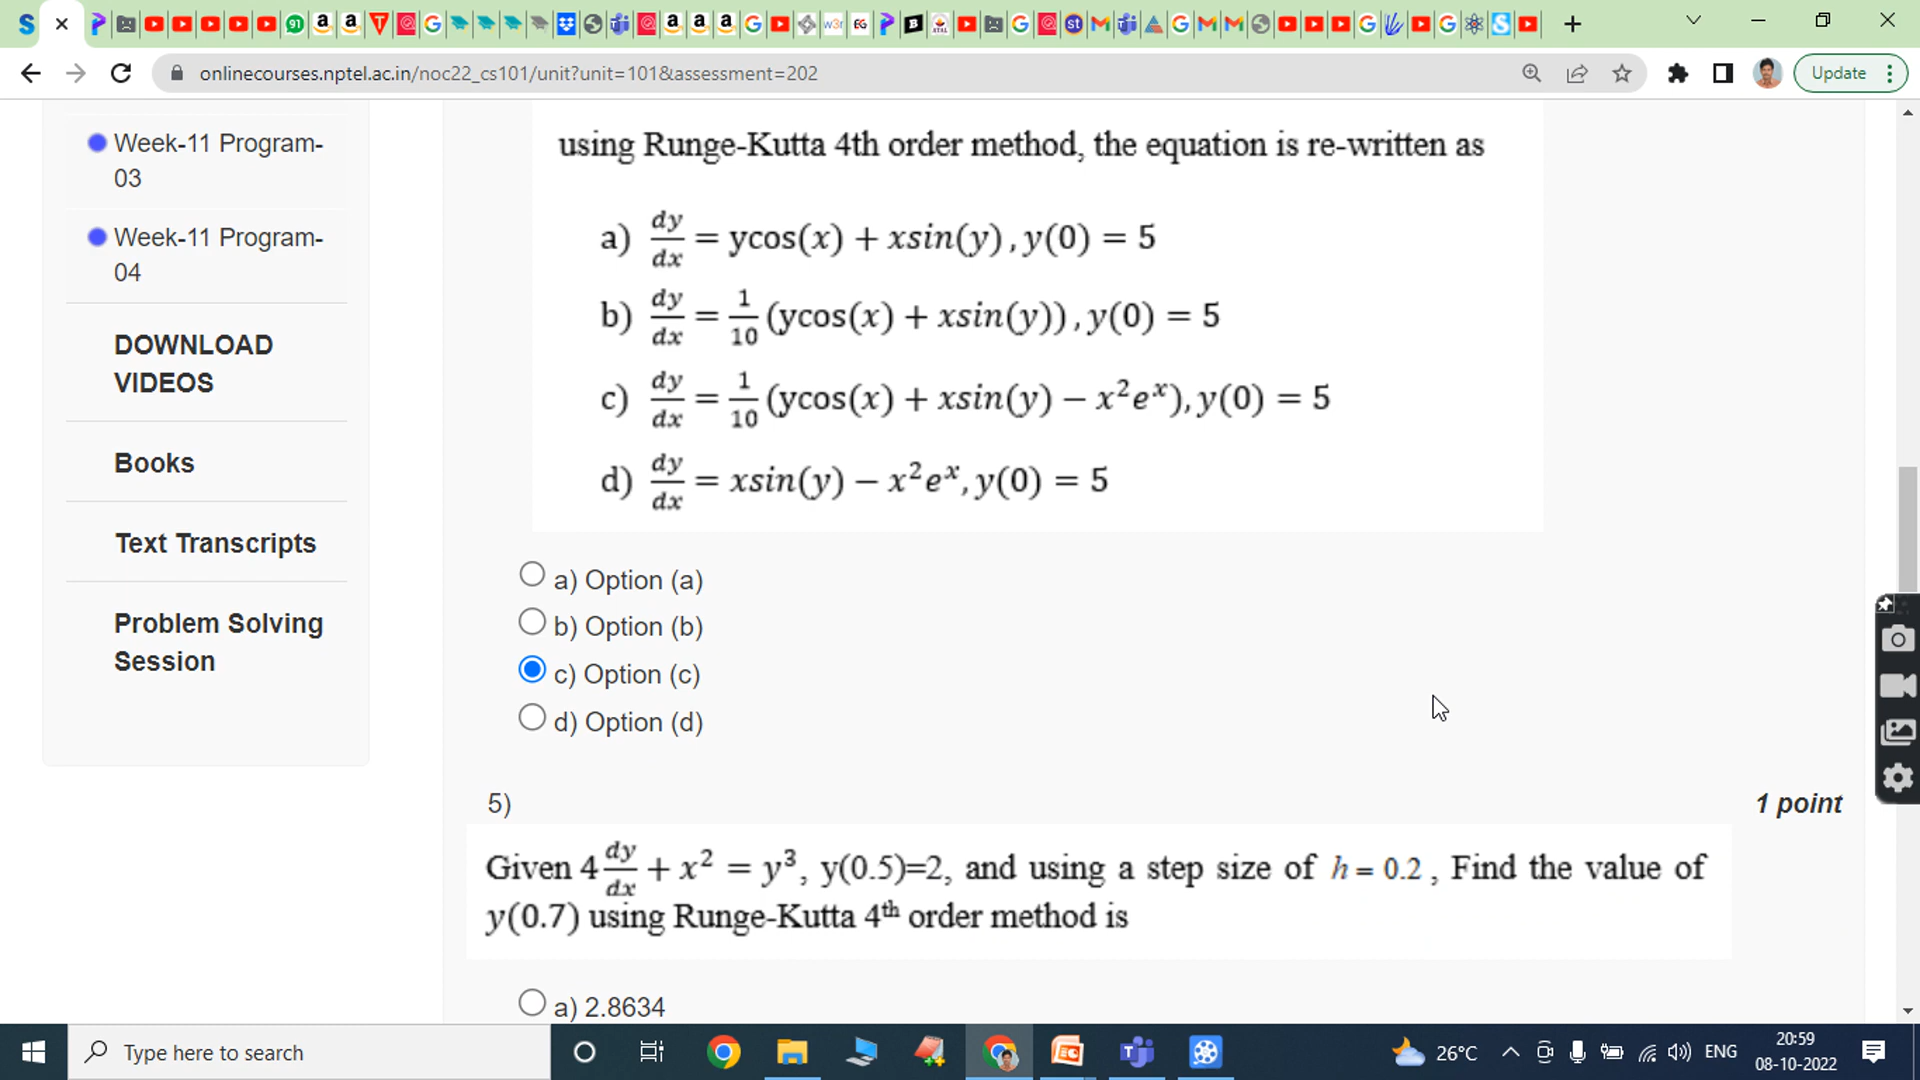 onlinecourses.nptel.ac.in/noc22_cs101/unit?unit=101&assessment=202
Update
Week-11 Program-
03
Week-11 Program-
04
DOWNLOAD
VIDEOS
Books
Text Transcripts
Problem Solving
Session
using Runge-Kutta 4th order method, the equation is re-written as
a) dy/dx = ycos(x) + xsin(y), y(0) = 5
b) dy/dx = 1/10 (ycos(x) + xsin(y)), y(0) = 5
c) dy/dx = 1/10 (ycos(x) + xsin(y) − x²eˣ), y(0) = 5
d) dy/dx = xsin(y) − x²eˣ, y(0) = 5
a) Option (a)
b) Option (b)
c) Option (c)
d) Option (d)
5)
1 point
Given 4 dy/dx + x² = y³, y(0.5)=2, and using a step size of h = 0.2 , Find the value of
y(0.7) using Runge-Kutta 4th order method is
a) 2.8634
Type here to search
26°C
ENG
20:59
08-10-2022